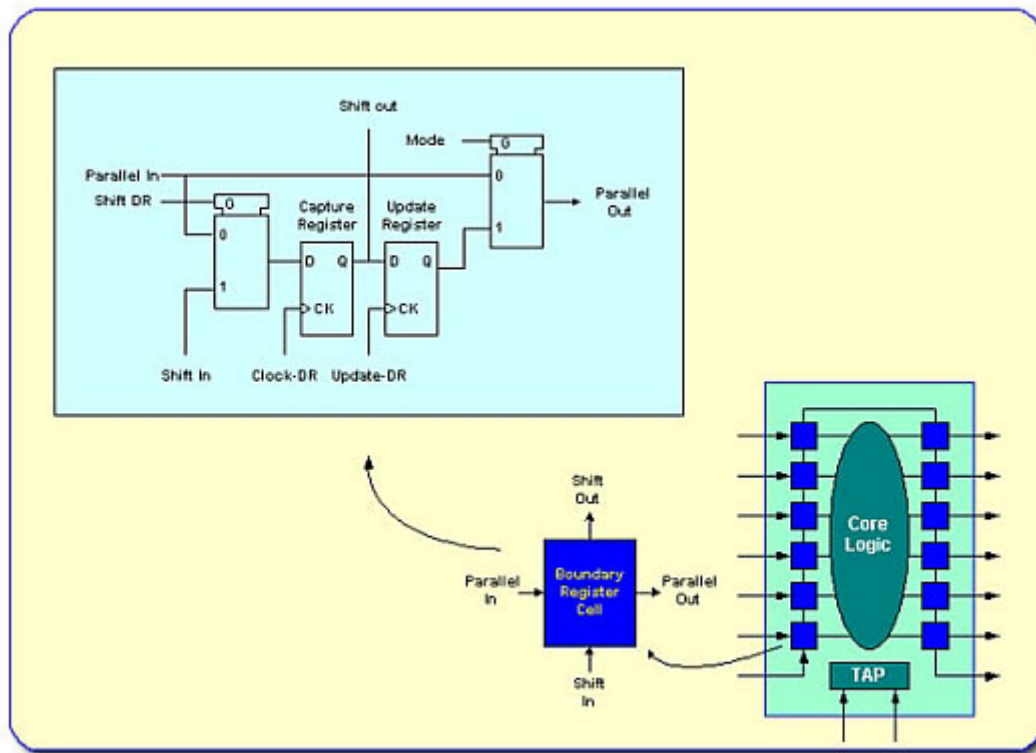 Shift out
Mode
G
Parallel In
0
Parallel
Out
Shift DR
G
Capture
Register
Update
Register
0
1
D Q
D Q
1
CK
CK
Shift In
Clock-DR
Update-DR
Shift
Out
Core
Logic
Parallel
In
Boundary
Register
Cell
Parallel
Out
Shift
In
TAP